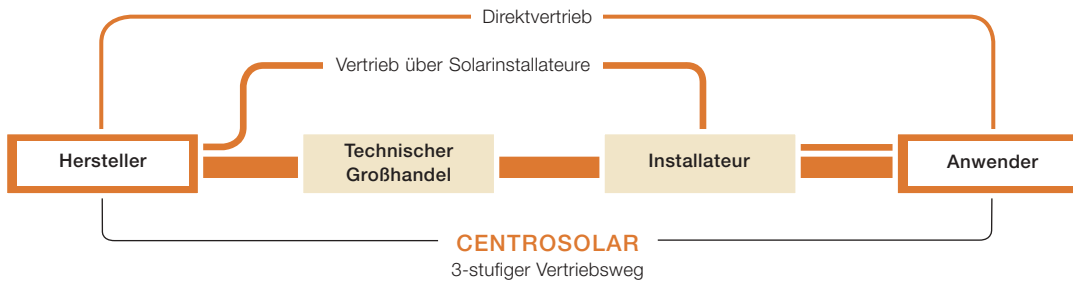 Direktvertrieb
Vertrieb über Solarinstallateure
Hersteller
Technischer
Großhandel
Installateur
Anwender
CENTROSOLAR
3-stufiger Vertriebsweg